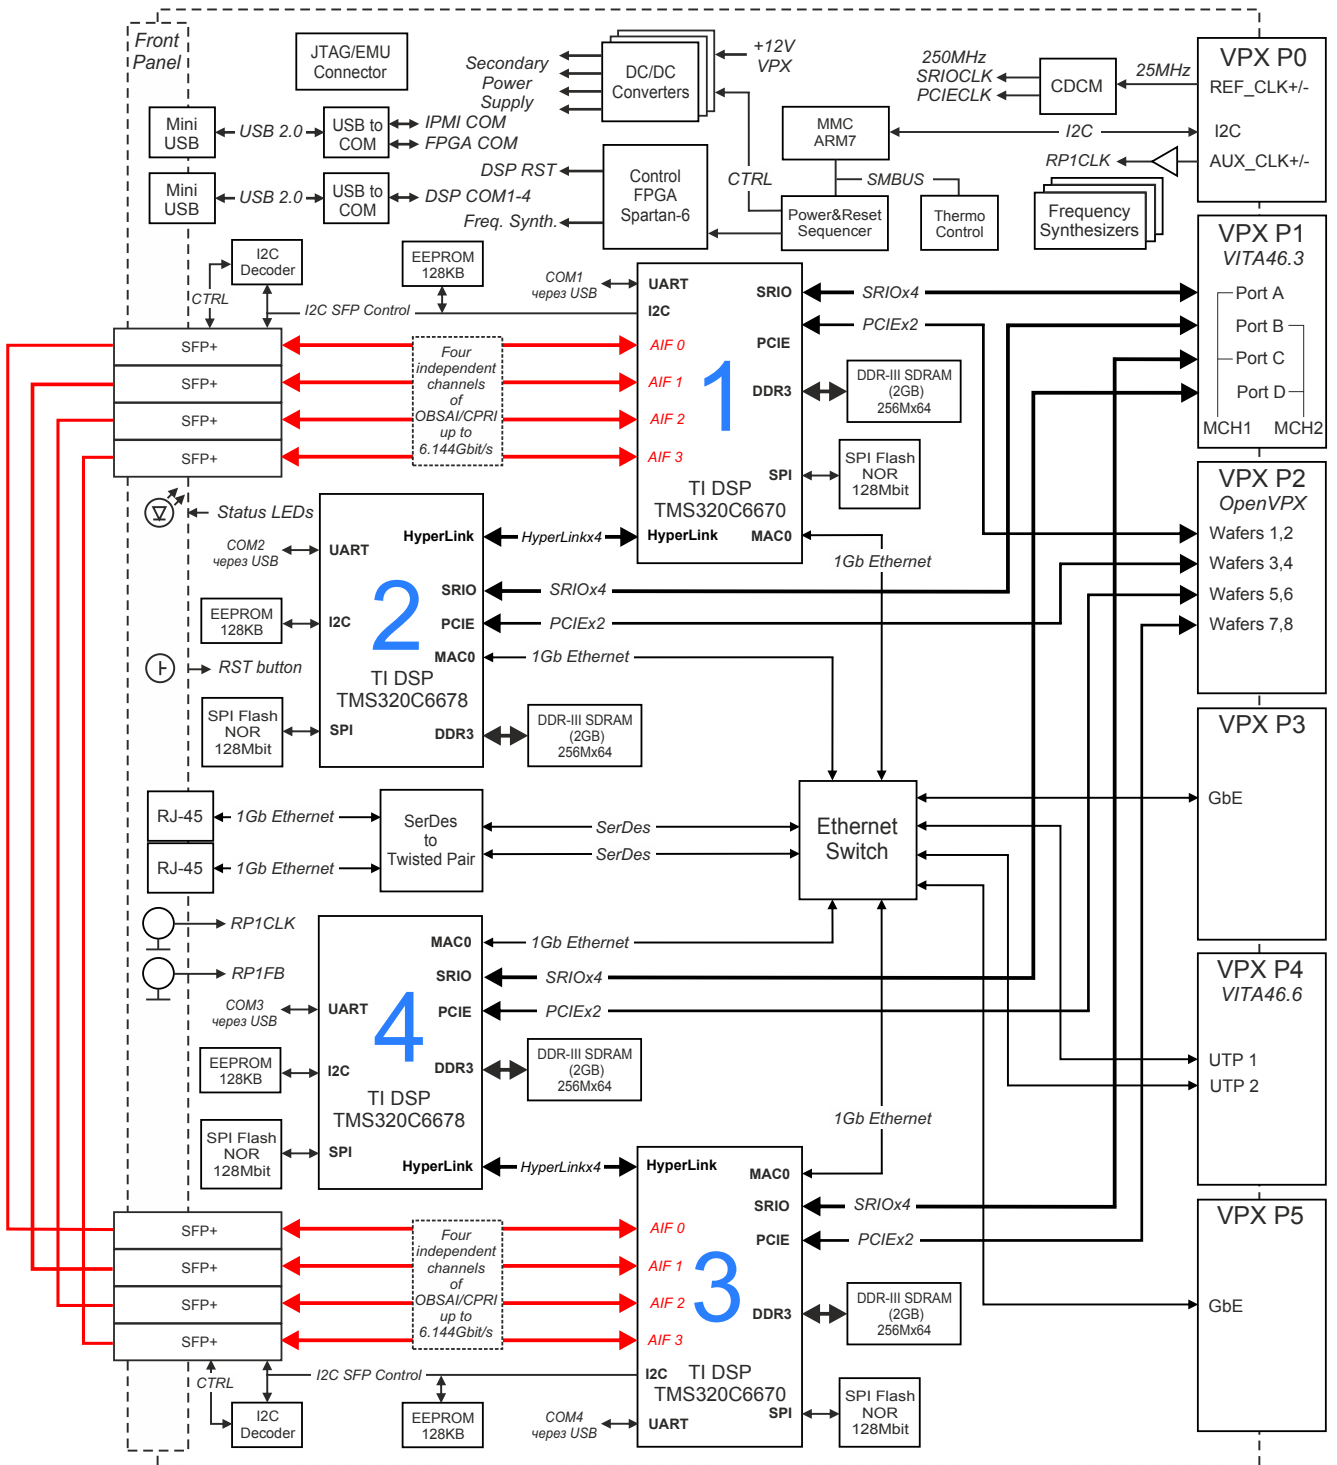 Front
Panel
JTAG/EMU
Connector
Secondary
Power
Supply
DC/DC
Converters
+12V
VPX
250MHz
SRIOCLK
PCIECLK
CDCM
25MHz
VPX P0
REF_CLK+/-
I2C
AUX_CLK+/-
Mini
USB
USB 2.0
USB to
COM
IPMI COM
FPGA COM
MMC
ARM7
I2C
RP1CLK
Mini
USB
USB 2.0
USB to
COM
DSP COM1-4
DSP RST
Freq. Synth.
Control
FPGA
Spartan-6
CTRL
SMBUS
Power&Reset
Sequencer
Thermo
Control
Frequency
Synthesizers
VPX P1
VITA46.3
Port A
Port B
Port C
Port D
MCH1
MCH2
I2C
Decoder
CTRL
I2C SFP Control
EEPROM
128KB
COM1
через USB
UART
I2C
SRIO
SRIOx4
PCIE
PCIEx2
SFP+
SFP+
SFP+
SFP+
Four
independent
channels
of
OBSAI/CPRI
up to
6.144Gbit/s
AIF 0
AIF 1
AIF 2
AIF 3
1
DDR3
DDR-III SDRAM
(2GB)
256Mx64
SPI
SPI Flash
NOR
128Mbit
TI DSP
TMS320C6670
HyperLink
MAC0
1Gb Ethernet
VPX P2
OpenVPX
Wafers 1,2
Wafers 3,4
Wafers 5,6
Wafers 7,8
Status LEDs
COM2
через USB
UART
HyperLink
HyperLinkx4
SRIO
SRIOx4
EEPROM
128KB
I2C
2
PCIE
PCIEx2
MAC0
1Gb Ethernet
RST button
TI DSP
TMS320C6678
SPI Flash
NOR
128Mbit
SPI
DDR3
DDR-III SDRAM
(2GB)
256Mx64
VPX P3
GbE
RJ-45
1Gb Ethernet
RJ-45
1Gb Ethernet
SerDes
to
Twisted Pair
SerDes
SerDes
Ethernet
Switch
RP1CLK
RP1FB
MAC0
1Gb Ethernet
SRIO
SRIOx4
COM3
через USB
UART
PCIE
PCIEx2
4
EEPROM
128KB
I2C
DDR3
DDR-III SDRAM
(2GB)
256Mx64
TI DSP
TMS320C6678
SPI Flash
NOR
128Mbit
SPI
HyperLink
HyperLinkx4
VPX P4
VITA46.6
UTP 1
UTP 2
1Gb Ethernet
HyperLink
MAC0
SRIO
SRIOx4
PCIE
PCIEx2
SFP+
SFP+
SFP+
SFP+
Four
independent
channels
of
OBSAI/CPRI
up to
6.144Gbit/s
AIF 0
AIF 1
AIF 2
AIF 3
3
DDR3
DDR-III SDRAM
(2GB)
256Mx64
VPX P5
GbE
CTRL
I2C
Decoder
I2C SFP Control
EEPROM
128KB
I2C
TI DSP
TMS320C6670
COM4
через USB
UART
SPI
SPI Flash
NOR
128Mbit